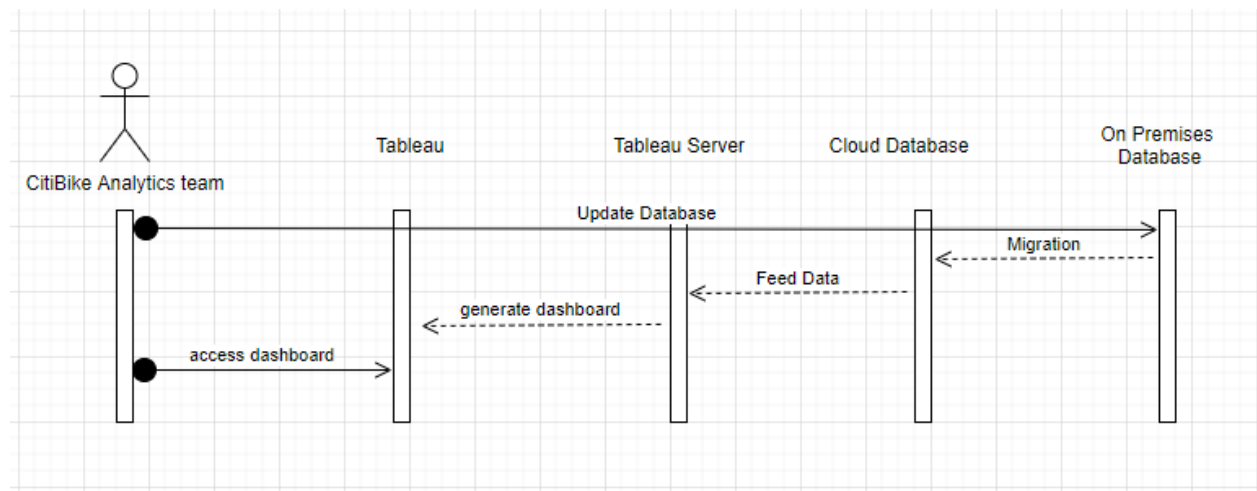 Tableau
Tableau Server
Cloud Database
On Premises
Database
CitiBike Analytics team
Update Database
Migration
Feed Data
generate dashboard
access dashboard